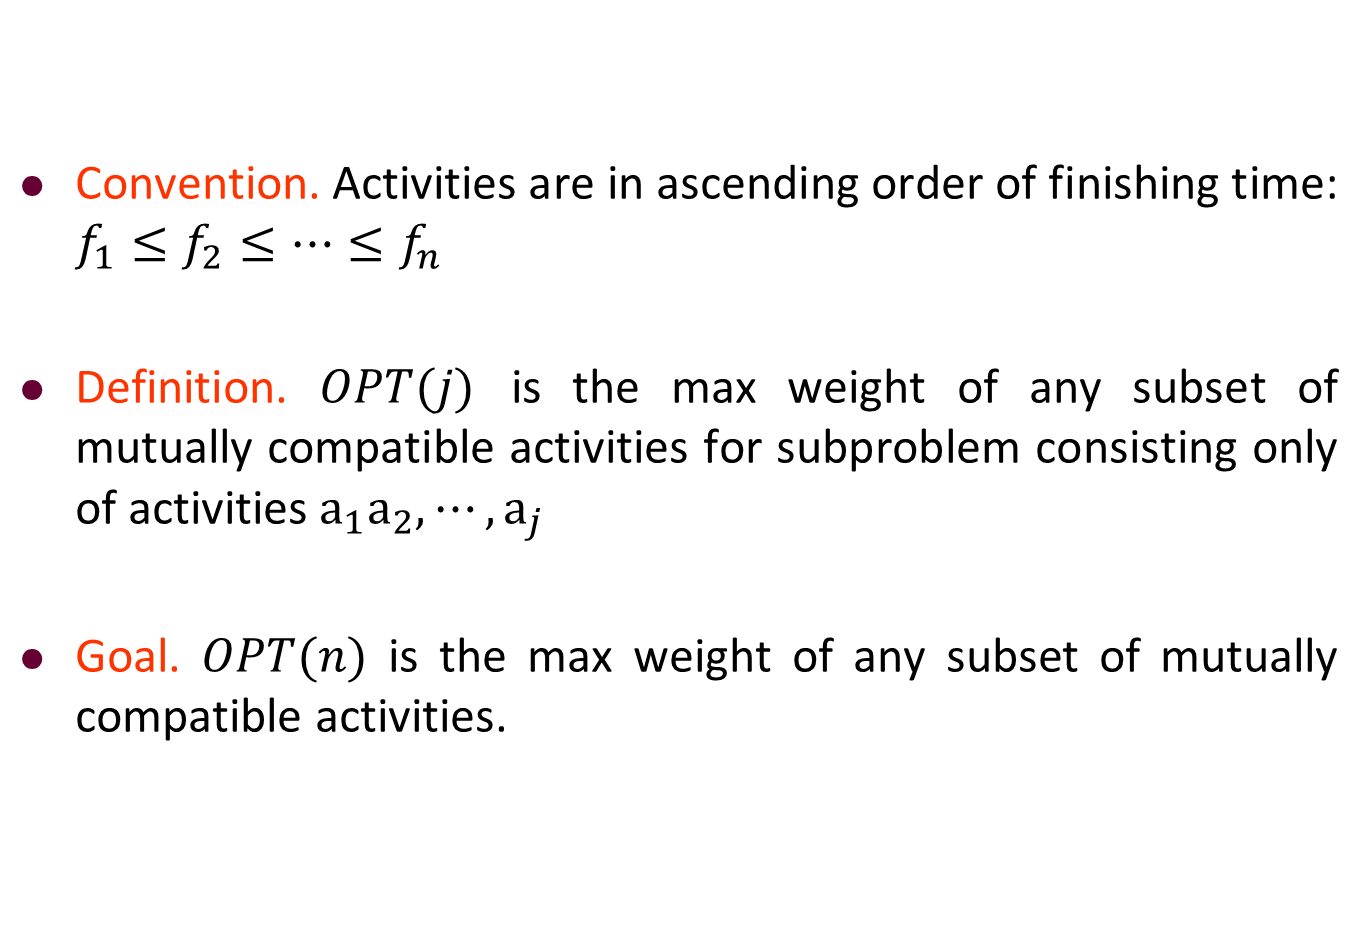 • Convention. Activities are in ascending order of finishing time:
f₁ ≤ f₂ ≤ ⋯ ≤ fₙ
• Definition. OPT(j) is the max weight of any subset of
mutually compatible activities for subproblem consisting only
of activities a₁a₂, ⋯ , aⱼ
• Goal. OPT(n) is the max weight of any subset of mutually
compatible activities.